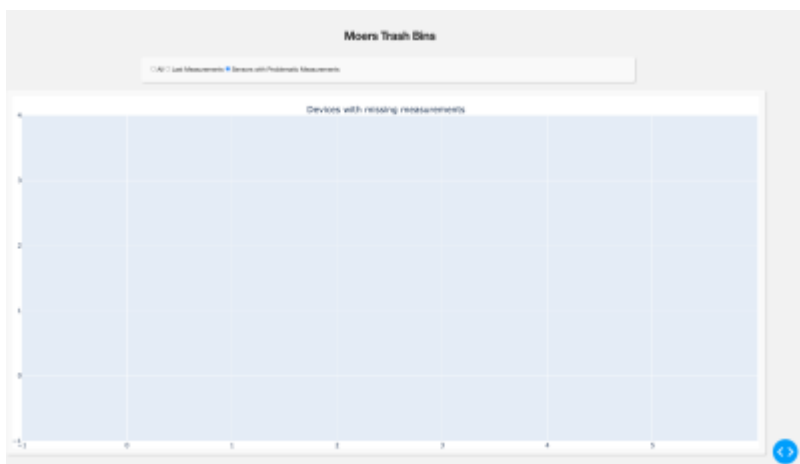 Moers Trash Bins
All Last Measurements Sensors with Problematic Measurements
Devices with missing measurements
4
3
2
1
0
-1
-1 0 1 2 3 4 5